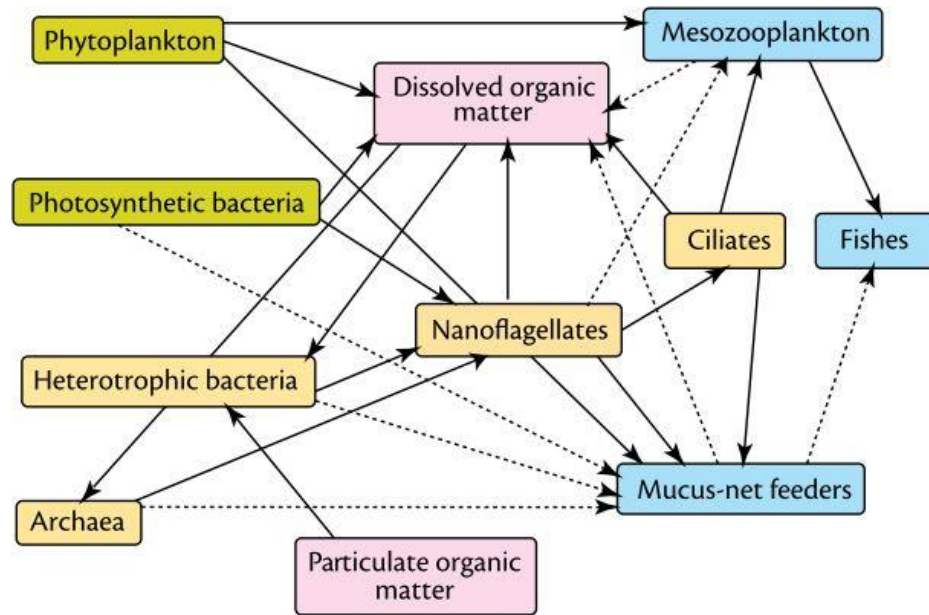 Phytoplankton
Mesozooplankton
Dissolved organic
matter
Photosynthetic bacteria
Ciliates
Fishes
Nanoflagellates
Heterotrophic bacteria
Mucus-net feeders
Archaea
Particulate organic
matter